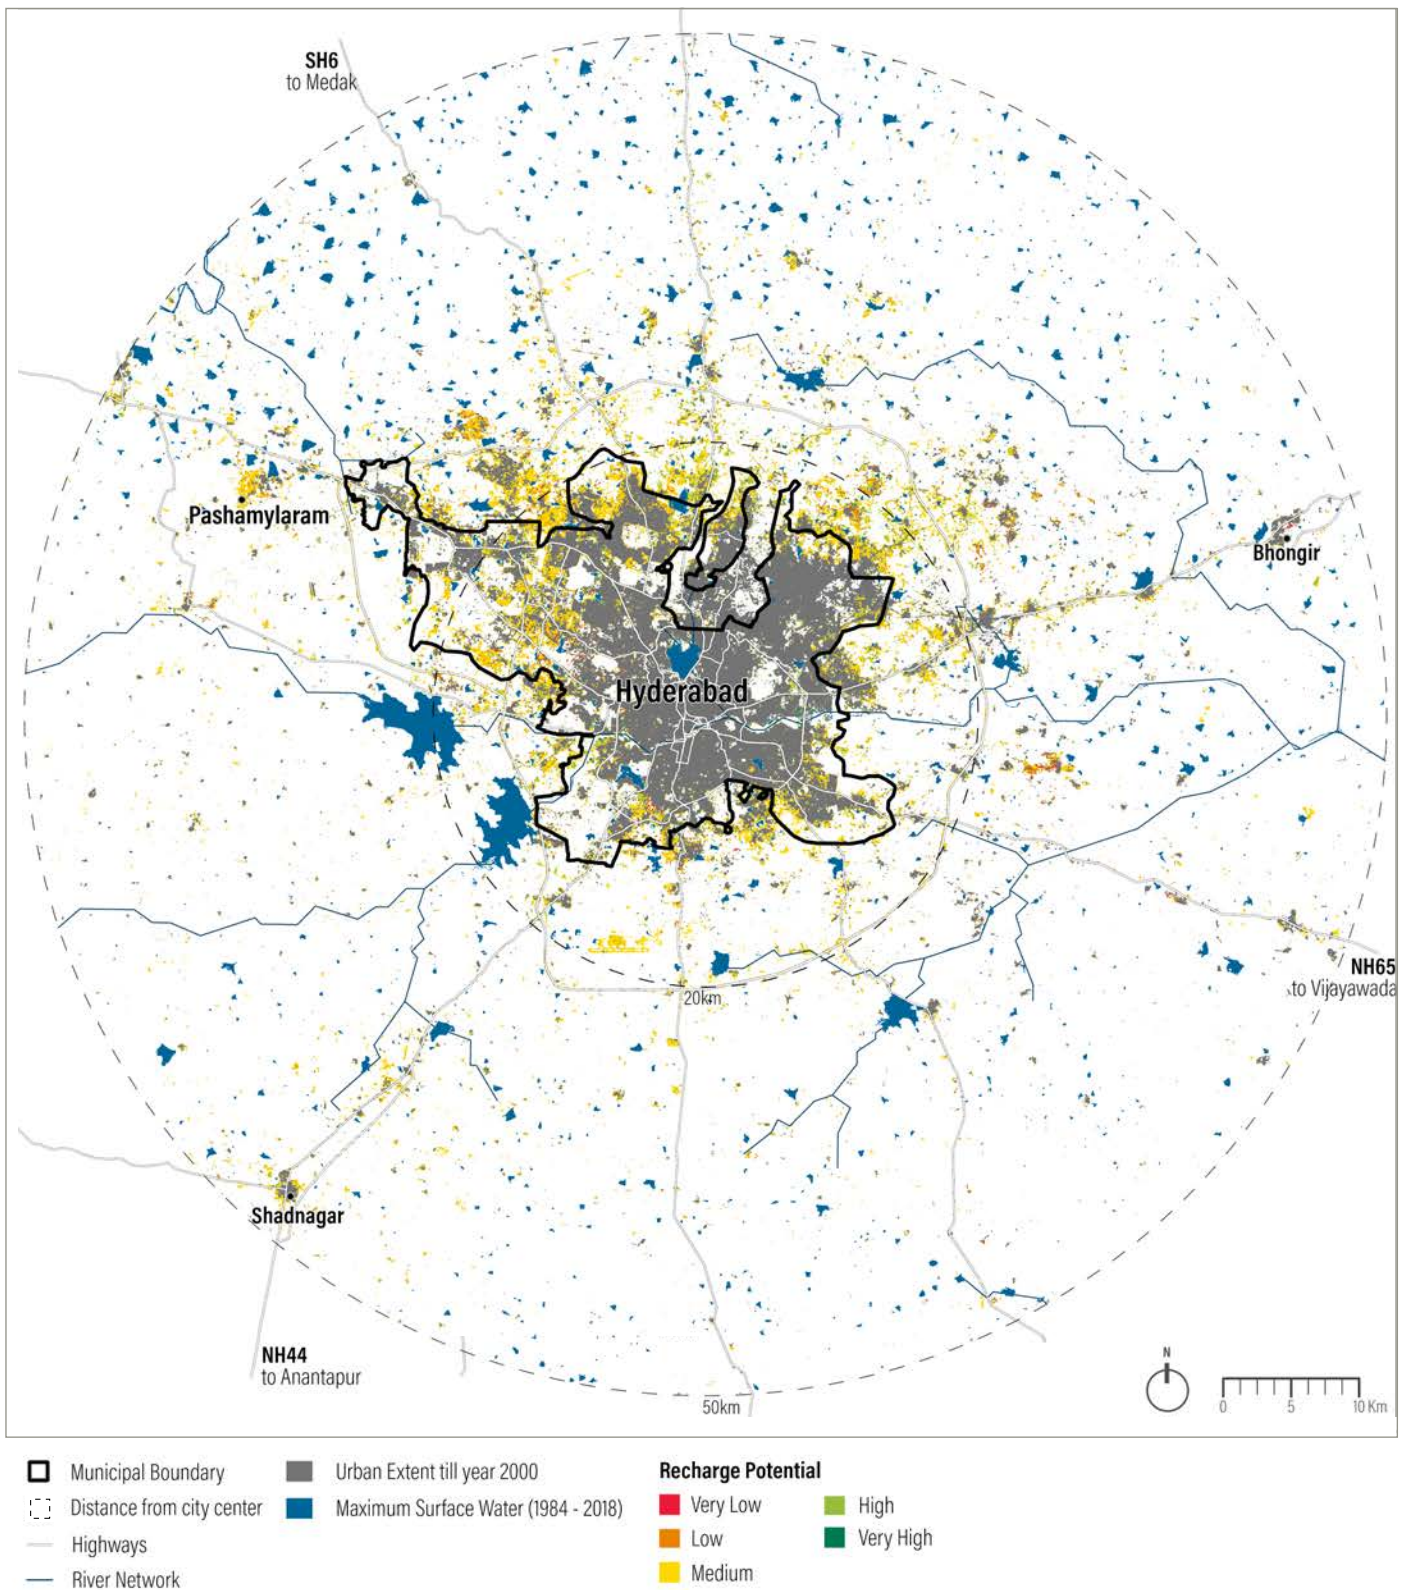 SH6
to Medak
Pashamylaram
Bhongir
Hyderabad
NH65
to Vijayawada
20km
Shadnagar
NH44
to Anantapur
50km
N
0 5 10 Km
Municipal Boundary
Distance from city center
Highways
River Network
Urban Extent till year 2000
Maximum Surface Water (1984 - 2018)
Recharge Potential
Very Low
Low
Medium
High
Very High